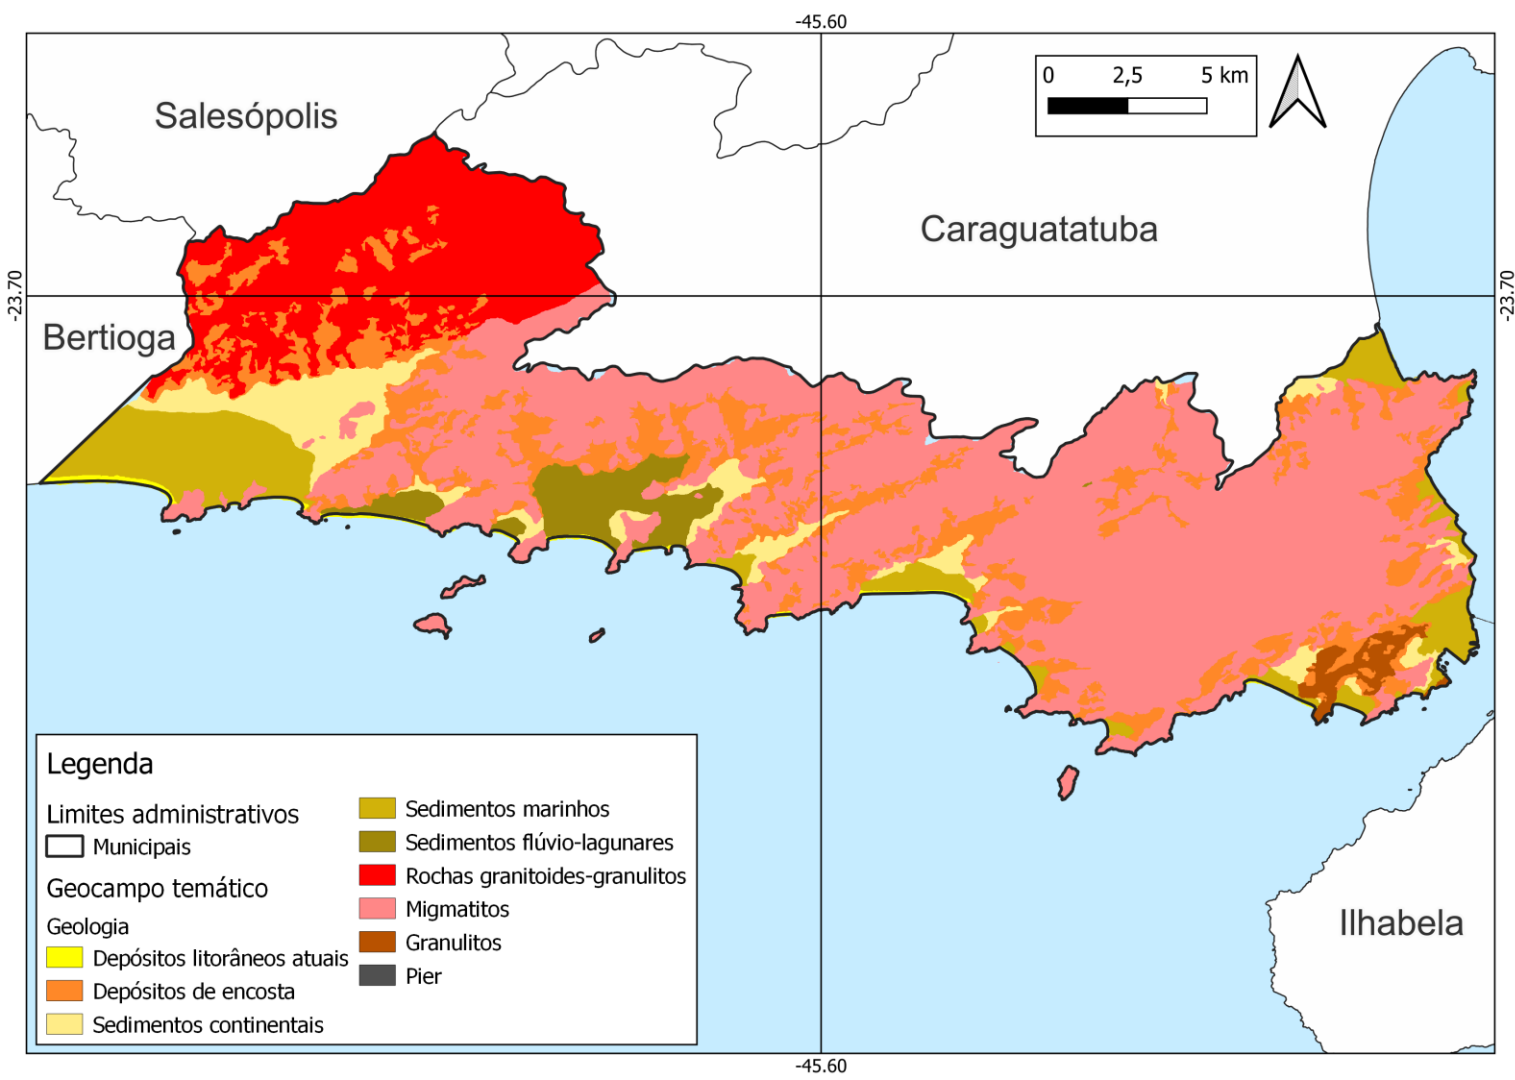 -45.60
0 2,5 5 km
Salesópolis
Caraguatatuba
-23.70
-23.70
Bertioga
Legenda
Limites administrativos
Municipais
Geocampo temático
Geologia
Depósitos litorâneos atuais
Depósitos de encosta
Sedimentos continentais
Sedimentos marinhos
Sedimentos flúvio-lagunares
Rochas granitoides-granulitos
Migmatitos
Granulitos
Pier
Ilhabela
-45.60